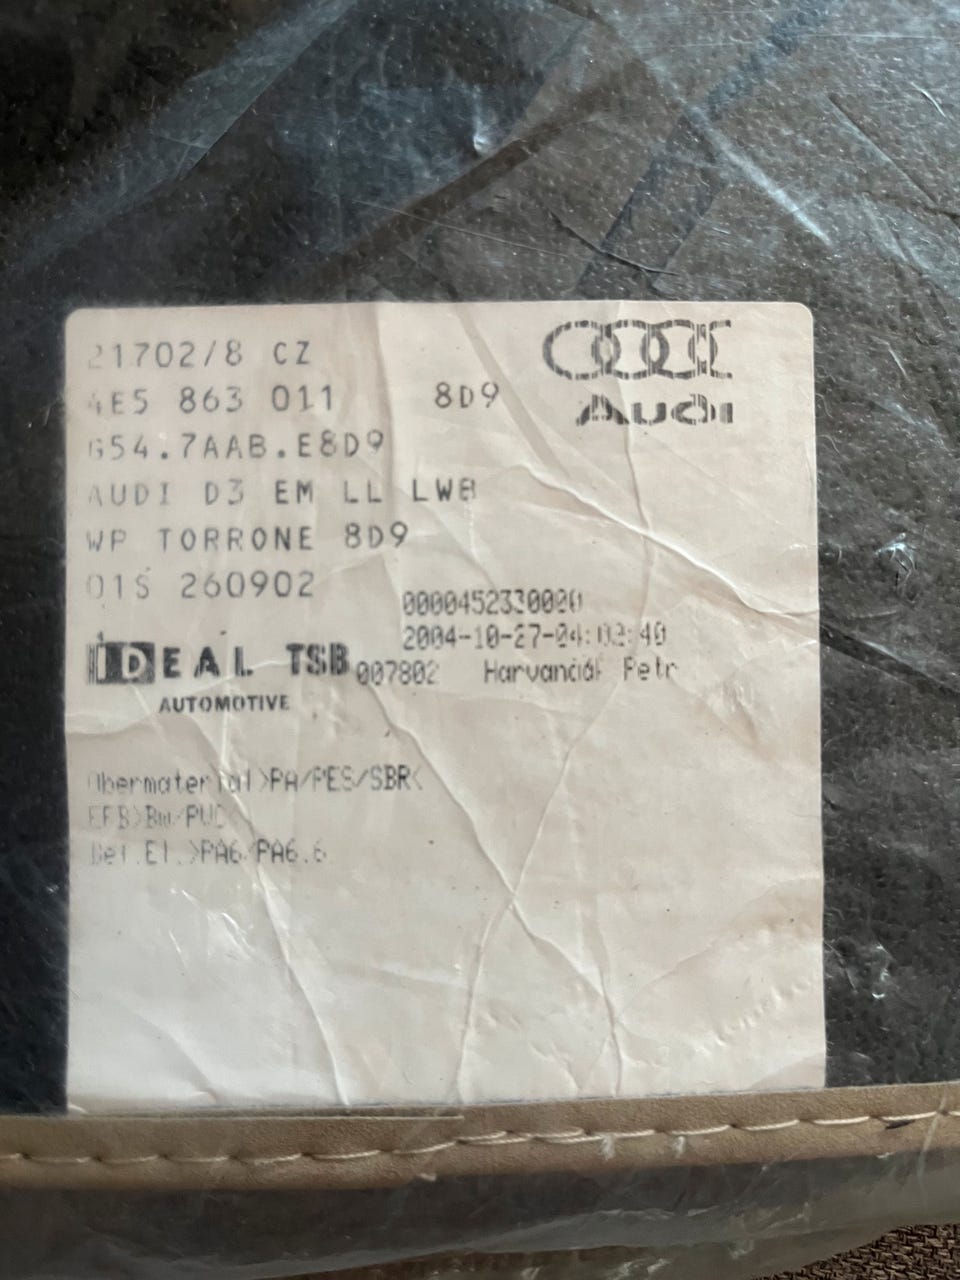 21702/8 CZ
4E5 863 011 8D9
Audi
G54.7AAB.E8D9
AUDI D3 EM LL LWB
WP TORRONE 8D9
01S 260902
0000452330020
2004-10-27-04:03:40
IDEAL TSB
007802 Harvančík Petr
AUTOMOTIVE
Obermaterial>PA/PES/SBR<
EFB>Bw/PUC
Bef.El.>PA6/PA6.6